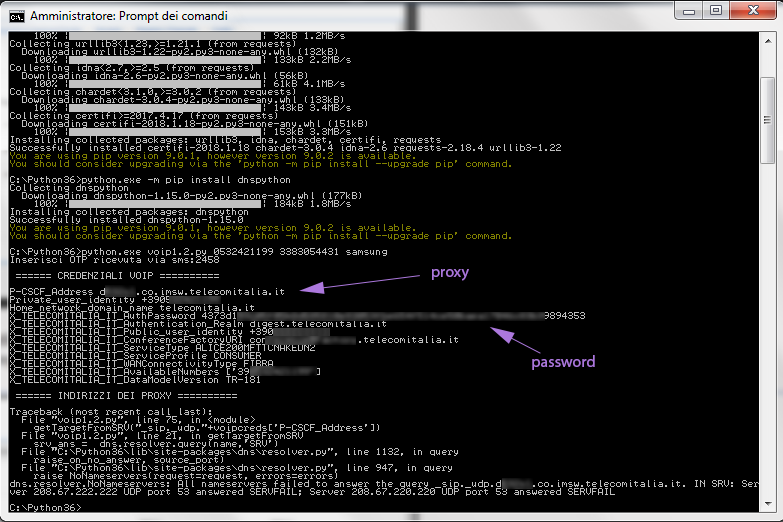 Amministratore: Prompt dei comandi
100% |████████████████████████████████| 92kB 1.2MB/s
Collecting urllib3<1.23,>=1.21.1 (from requests)
Downloading urllib3-1.22-py2.py3-none-any.whl (132kB)
100% |████████████████████████████████| 133kB 2.2MB/s
Collecting idna<2.7,>=2.5 (from requests)
Downloading idna-2.6-py2.py3-none-any.whl (56kB)
100% |████████████████████████████████| 61kB 4.1MB/s
Collecting chardet<3.1.0,>=3.0.2 (from requests)
Downloading chardet-3.0.4-py2.py3-none-any.whl (133kB)
100% |████████████████████████████████| 143kB 3.4MB/s
Collecting certifi>=2017.4.17 (from requests)
Downloading certifi-2018.1.18-py2.py3-none-any.whl (151kB)
100% |████████████████████████████████| 153kB 3.3MB/s
Installing collected packages: urllib3, idna, chardet, certifi, requests
Successfully installed certifi-2018.1.18 chardet-3.0.4 idna-2.6 requests-2.18.4 urllib3-1.22
You are using pip version 9.0.1, however version 9.0.2 is available.
You should consider upgrading via the 'python -m pip install --upgrade pip' command.
C:\Python36>python.exe -m pip install dnspython
Collecting dnspython
Downloading dnspython-1.15.0-py2.py3-none-any.whl (177kB)
100% |████████████████████████████████| 184kB 1.8MB/s
Installing collected packages: dnspython
Successfully installed dnspython-1.15.0
You are using pip version 9.0.1, however version 9.0.2 is available.
You should consider upgrading via the 'python -m pip install --upgrade pip' command.
C:\Python36>python.exe voip1.2.py 0532421199 3383054431 samsung
Inserisci OTP ricevuta via sms:2458
====== CREDENZIALI VOIP ==========
proxy
P-CSCF_Address d .co.imsw.telecomitalia.it
Private_user_identity +3905
Home_network_domain_name telecomitalia.it
X_TELECOMITALIA_IT_AuthPassword 4373d1 9894353
X_TELECOMITALIA_IT_Authentication_Realm digest.telecomitalia.it
X_TELECOMITALIA_IT_Public_user_identity +390
X_TELECOMITALIA_IT_ConferenceFactoryURI cor .telecomitalia.it
X_TELECOMITALIA_IT_ServiceType ALICE200MFTTCNAKEDN2
X_TELECOMITALIA_IT_ServiceProfile CONSUMER
X_TELECOMITALIA_IT_WANConnectivityType FIBRA
password
X_TELECOMITALIA_IT_AvailableNumbers ['39 ]
X_TELECOMITALIA_IT_DataModelVersion TR-181
====== INDIRIZZI DEI PROXY ==========
Traceback (most recent call last):
File "voip1.2.py", line 75, in <module>
getTargetFromSRV("_sip._udp."+voipcreds['P-CSCF_Address'])
File "voip1.2.py", line 21, in getTargetFromSRV
srv_ans = dns.resolver.query(name,'SRV')
File "C:\Python36\lib\site-packages\dns\resolver.py", line 1132, in query
raise_on_no_answer, source_port)
File "C:\Python36\lib\site-packages\dns\resolver.py", line 947, in query
raise NoNameservers(request=request, errors=errors)
dns.resolver.NoNameservers: All nameservers failed to answer the query _sip._udp.d .co.imsw.telecomitalia.it. IN SRV: Ser
ver 208.67.222.222 UDP port 53 answered SERVFAIL; Server 208.67.220.220 UDP port 53 answered SERVFAIL
C:\Python36>